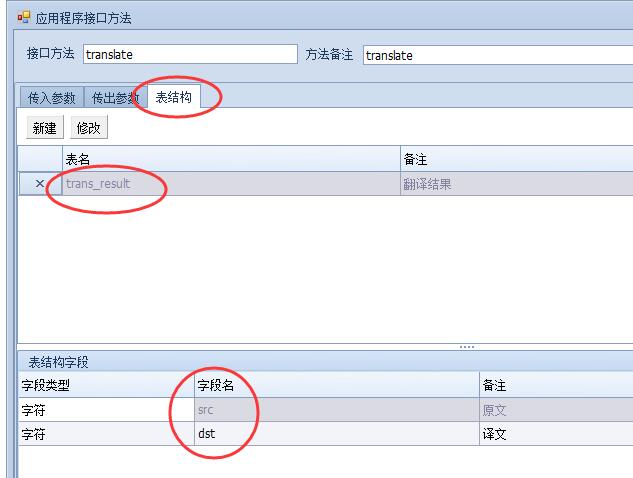 应用程序接口方法
接口方法 translate 方法备注 translate
传入参数 传出参数 表结构
新建 修改
表名 备注
× trans_result 翻译结果
表结构字段
字段类型 字段名 备注
字符 src 原文
字符 dst 译文